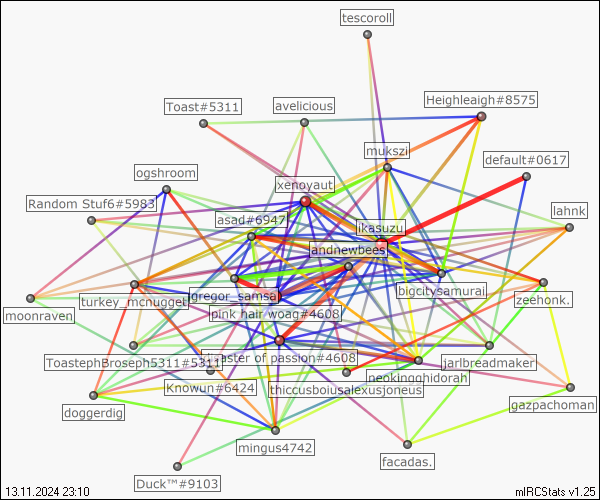 tescoroll
Heighleaigh#8575
Toast#5311
avelicious
mukszi
default#0617
ogshroom
xenoyaut
Random Stuf6#5983
asad#6947
ikasuzu
lahnk
andnewbees
gregor_samsa
bigcitysamurai
turkey_mcnugget
zeehonk.
moonraven
pink hair woag#4608
ToastephBroseph5311#5311
aster of passion#4608
jarlbreadmaker
neokingghidorah
Knowun#6424
thiccusboiusalexusjoneus
doggerdig
gazpachoman
mingus4742
facadas.
Duck™#9103
13.11.2024 23:10
mIRCStats v1.25